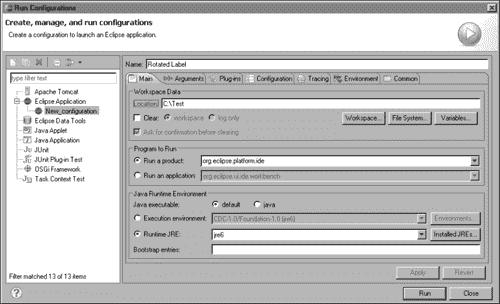 Run Configurations
Create, manage, and run configurations
Create a configuration to launch an Eclipse application.
type filter text
Apache Tomcat
Eclipse Application
New_configuration
Eclipse Data Tools
Java Applet
Java Application
JUnit
JUnit Plug-in Test
OSGi Framework
Task Context Test
Filter matched 13 of 13 items
Name: Rotated Label
Main Arguments Plug-ins Configuration Tracing Environment Common
Workspace Data
Location: C:\Test
Clear: workspace log only Workspace... File System... Variables...
Ask for confirmation before clearing
Program to Run
Run a product: org.eclipse.platform.ide
Run an application: org.eclipse.ui.ide.workbench
Java Runtime Environment
Java executable: default java
Execution environment: CDC-1.0/Foundation-1.0 (jre6) Environments...
Runtime JRE: jre6 Installed JREs...
Bootstrap entries:
Apply Revert
? Run Close